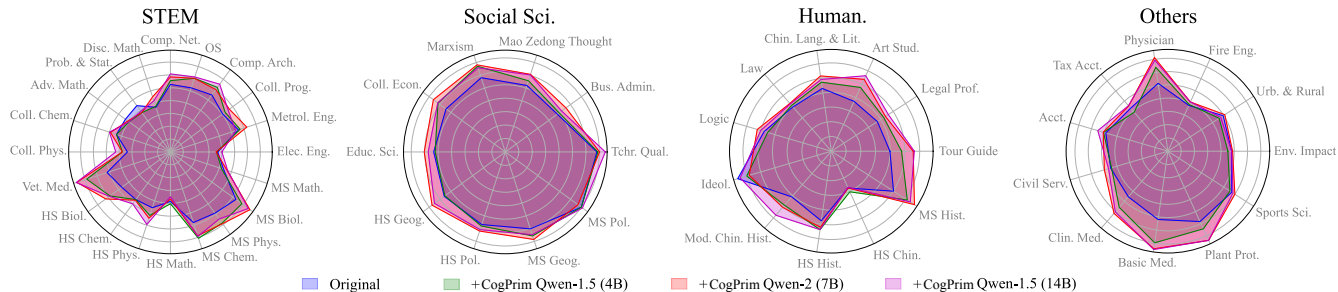 STEM
Social Sci.
Human.
Others
Comp. Net.
OS
Comp. Arch.
Coll. Prog.
Metrol. Eng.
Elec. Eng.
MS Math.
MS Biol.
MS Phys.
MS Chem.
HS Math.
HS Phys.
HS Chem.
HS Biol.
Vet. Med.
Coll. Phys.
Coll. Chem.
Adv. Math.
Prob. & Stat.
Disc. Math.
Mao Zedong Thought
Bus. Admin.
Tchr. Qual.
MS Pol.
MS Geog.
HS Pol.
HS Geog.
Educ. Sci.
Coll. Econ.
Marxism
Chin. Lang. & Lit.
Art Stud.
Legal Prof.
Tour Guide
MS Hist.
HS Chin.
HS Hist.
Mod. Chin. Hist.
Ideol.
Logic
Law
Physician
Fire Eng.
Urb. & Rural
Env. Impact
Sports Sci.
Plant Prot.
Basic Med.
Clin. Med.
Civil Serv.
Acct.
Tax Acct.
Original
+CogPrim Qwen-1.5 (4B)
+CogPrim Qwen-2 (7B)
+CogPrim Qwen-1.5 (14B)